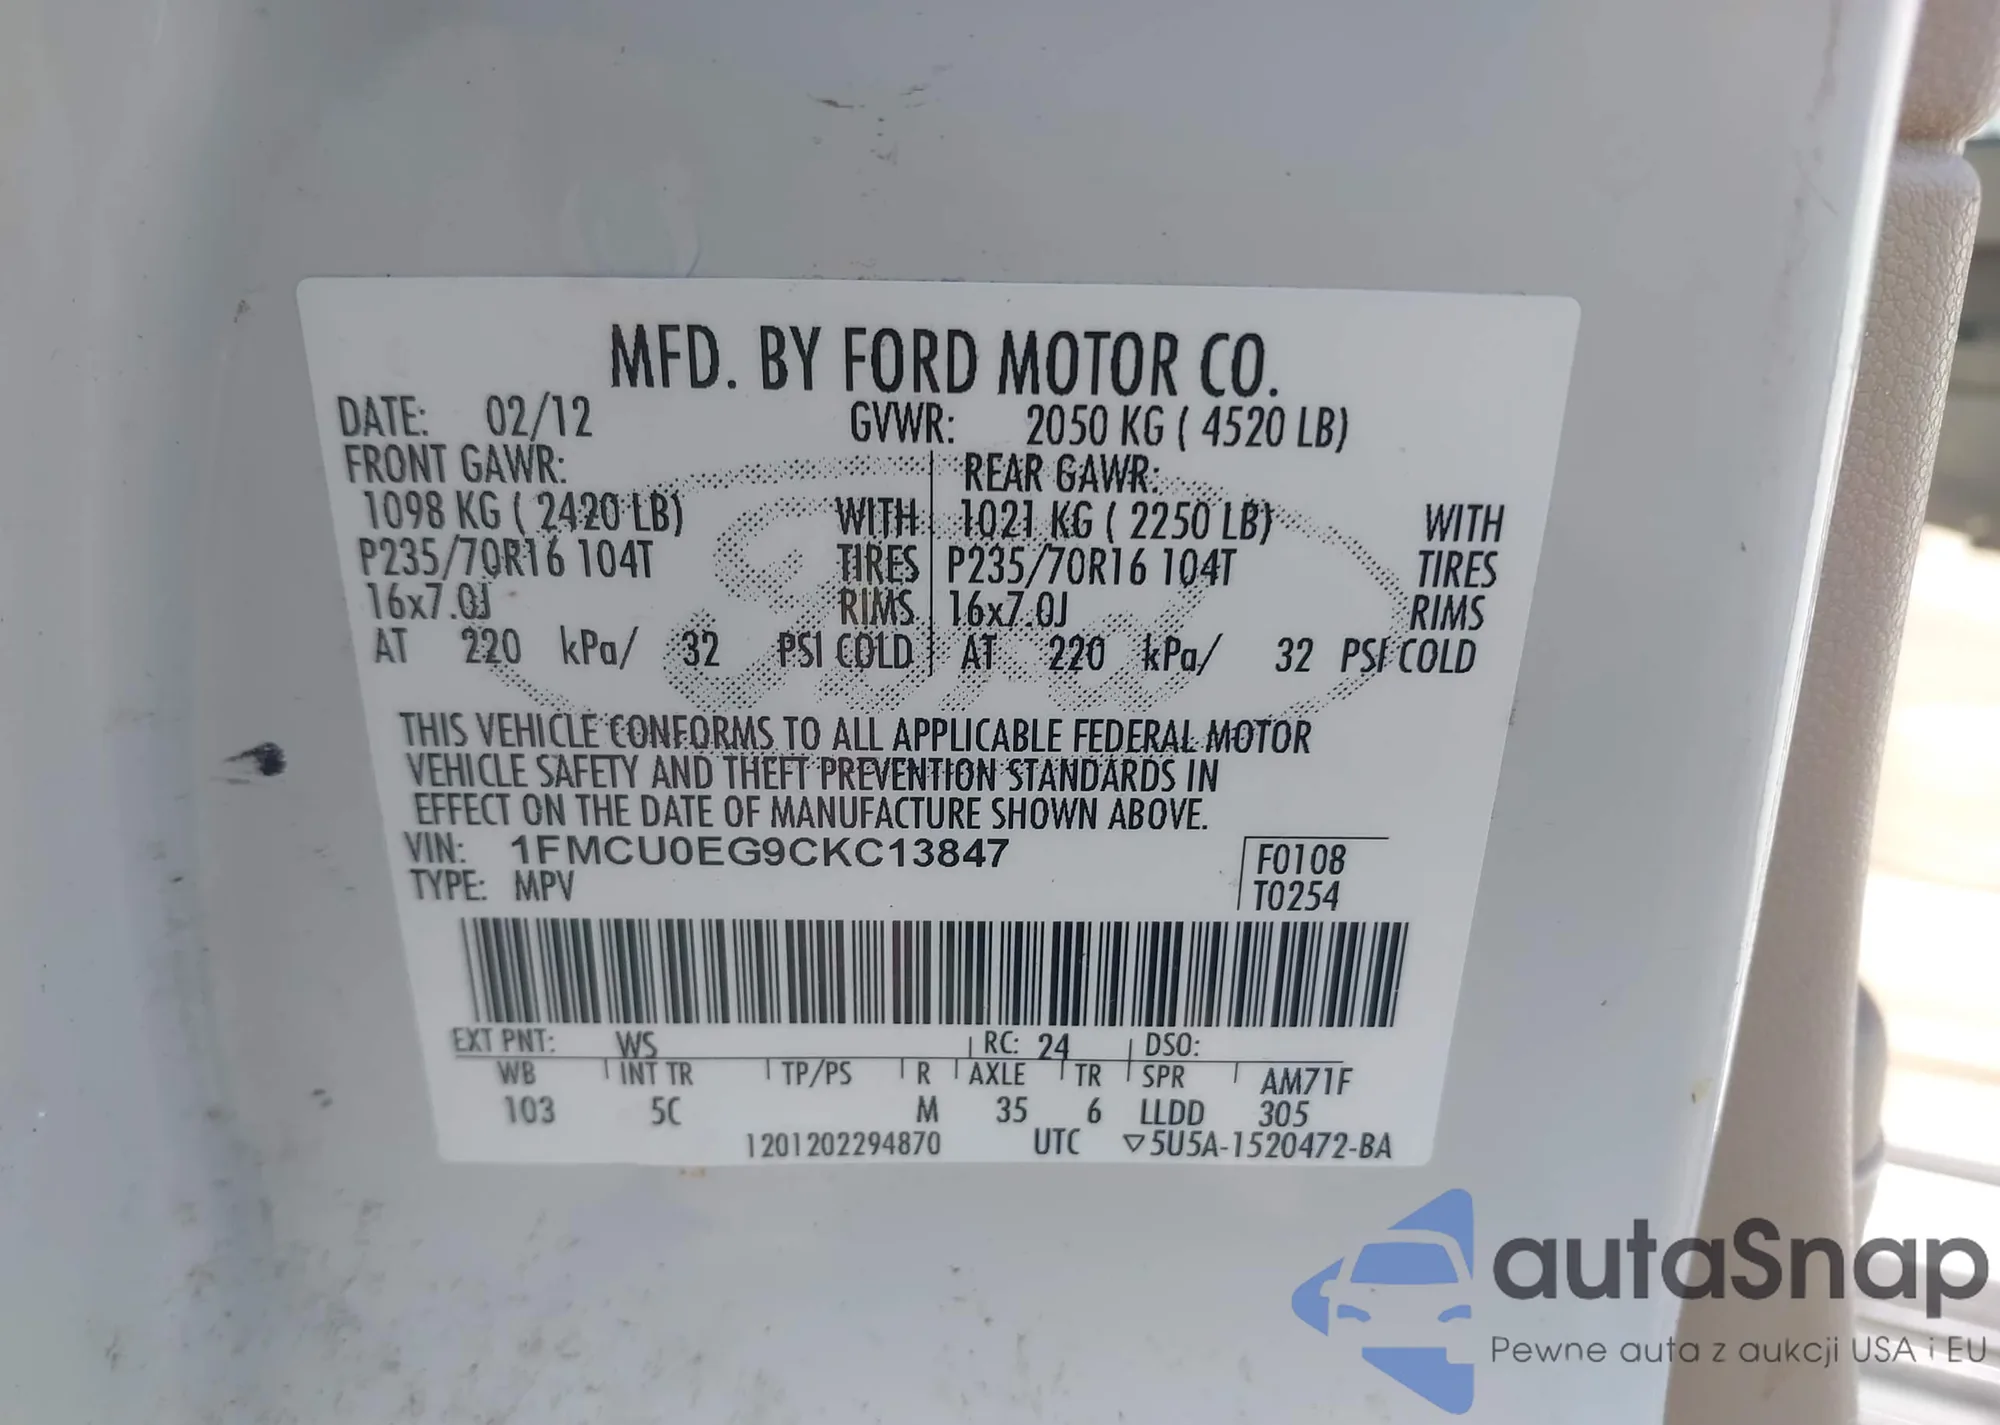 MFD. BY FORD MOTOR CO.
DATE: 02/12 GVWR: 2050 KG ( 4520 LB)
FRONT GAWR: REAR GAWR:
1098 KG ( 2420 LB) WITH 1021 KG ( 2250 LB) WITH
P235/70R16 104T TIRES P235/70R16 104T TIRES
16x7.0J RIMS 16x7.0J RIMS
AT 220 kPa/ 32 PSI COLD AT 220 kPa/ 32 PSI COLD
THIS VEHICLE CONFORMS TO ALL APPLICABLE FEDERAL MOTOR
VEHICLE SAFETY AND THEFT PREVENTION STANDARDS IN
EFFECT ON THE DATE OF MANUFACTURE SHOWN ABOVE.
VIN: 1FMCU0EG9CKC13847 F0108
TYPE: MPV T0254
EXT PNT: WS RC: 24 DSO:
WB INT TR TP/PS R AXLE TR SPR AM71F
103 5C M 35 6 LLDD 305
1201202294870 UTC ▽5U5A-1520472-BA
Ford
autaSnap
Pewne auta z aukcji USA i EU